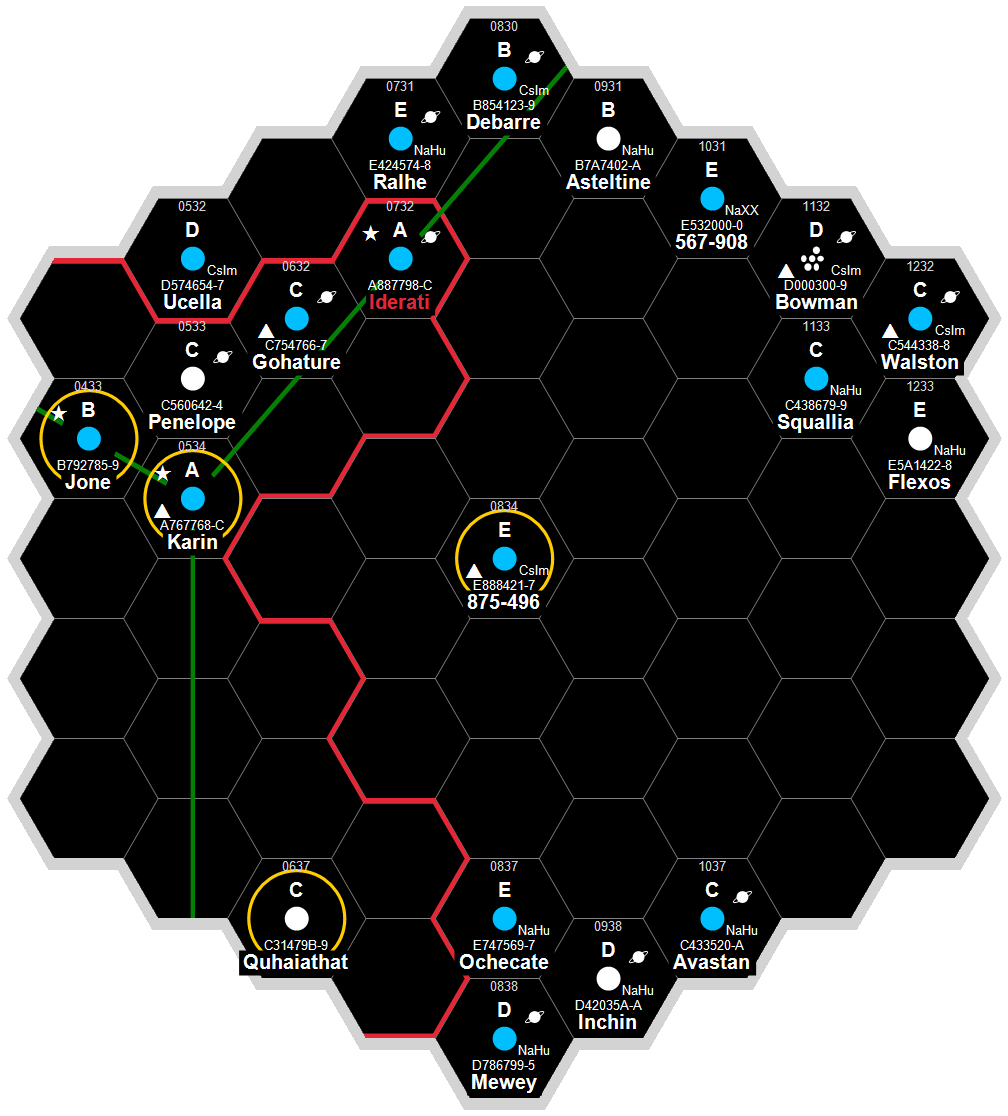 0830
B
CsIm
B854123-9
Debarre
0731
E
NaHu
E424574-8
Ralhe
0931
B
NaHu
B7A7402-A
Asteltine
1031
E
NaXX
E532000-0
567-908
0532
D
CsIm
D574654-7
Ucella
0732
A
A887798-C
Iderati
1132
D
CsIm
D000300-9
Bowman
0632
C
C754766-7
Gohature
1232
C
CsIm
C544338-8
Walston
0533
C
C560642-4
Penelope
1133
C
NaHu
C438679-9
Squallia
0433
B
B792785-9
Jone
1233
E
NaHu
E5A1422-8
Flexos
0534
A
A767768-C
Karin
0834
E
CsIm
E888421-7
875-496
0637
C
C31479B-9
Quhaiathat
0837
E
NaHu
E747569-7
Ochecate
1037
C
NaHu
C433520-A
Avastan
0938
D
NaHu
D42035A-A
Inchin
0838
D
NaHu
D786799-5
Mewey